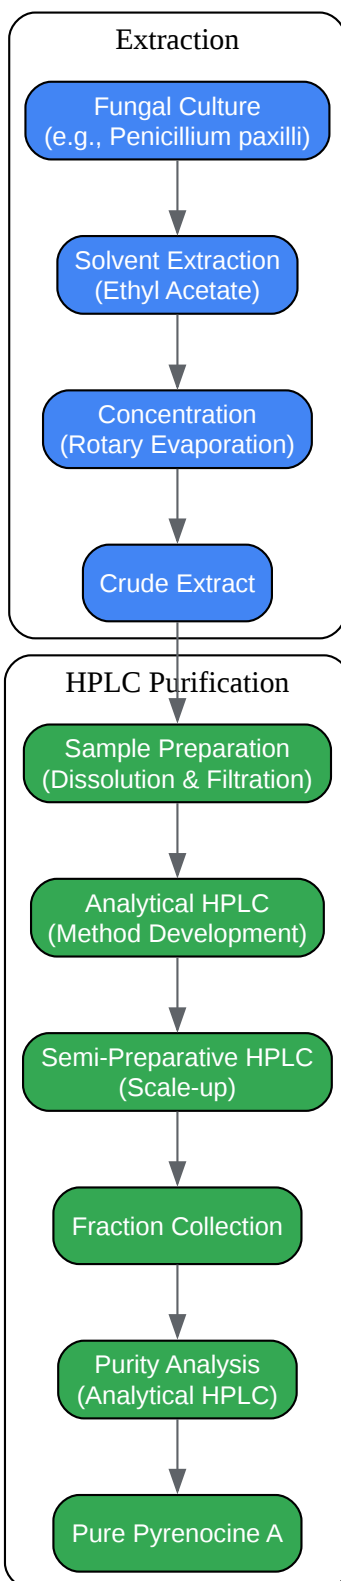 Extraction
Fungal Culture
(e.g., Penicillium paxilli)
Solvent Extraction
(Ethyl Acetate)
Concentration
(Rotary Evaporation)
Crude Extract
HPLC Purification
Sample Preparation
(Dissolution & Filtration)
Analytical HPLC
(Method Development)
Semi-Preparative HPLC
(Scale-up)
Fraction Collection
Purity Analysis
(Analytical HPLC)
Pure Pyrenocine A